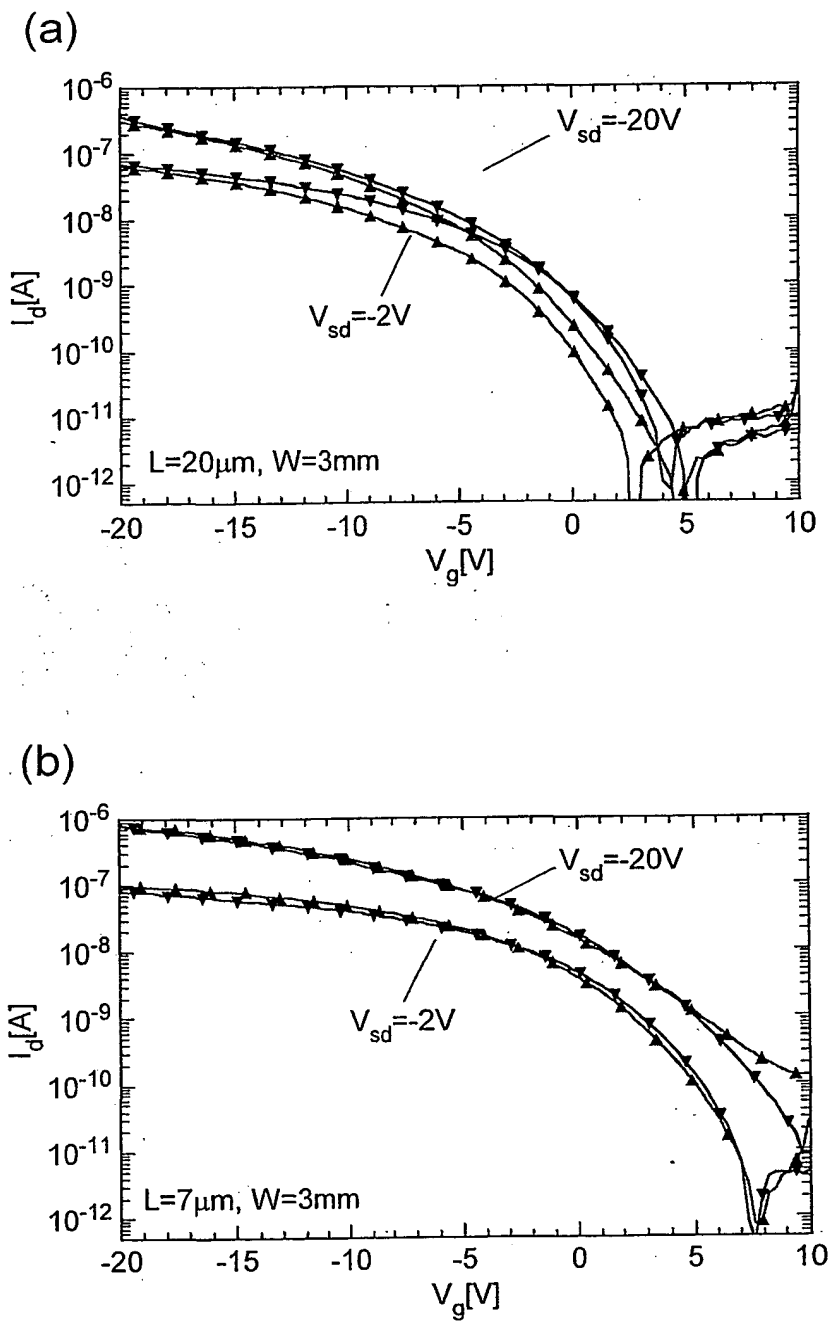 (a)
10⁻⁶
10⁻⁷
10⁻⁸
10⁻⁹
10⁻¹⁰
10⁻¹¹
10⁻¹²
I_d[A]
V_sd=-20V
V_sd=-2V
L=20μm, W=3mm
-20 -15 -10 -5 0 5 10
V_g[V]
(b)
10⁻⁶
10⁻⁷
10⁻⁸
10⁻⁹
10⁻¹⁰
10⁻¹¹
10⁻¹²
I_d[A]
V_sd=-20V
V_sd=-2V
L=7μm, W=3mm
-20 -15 -10 -5 0 5 10
V_g[V]